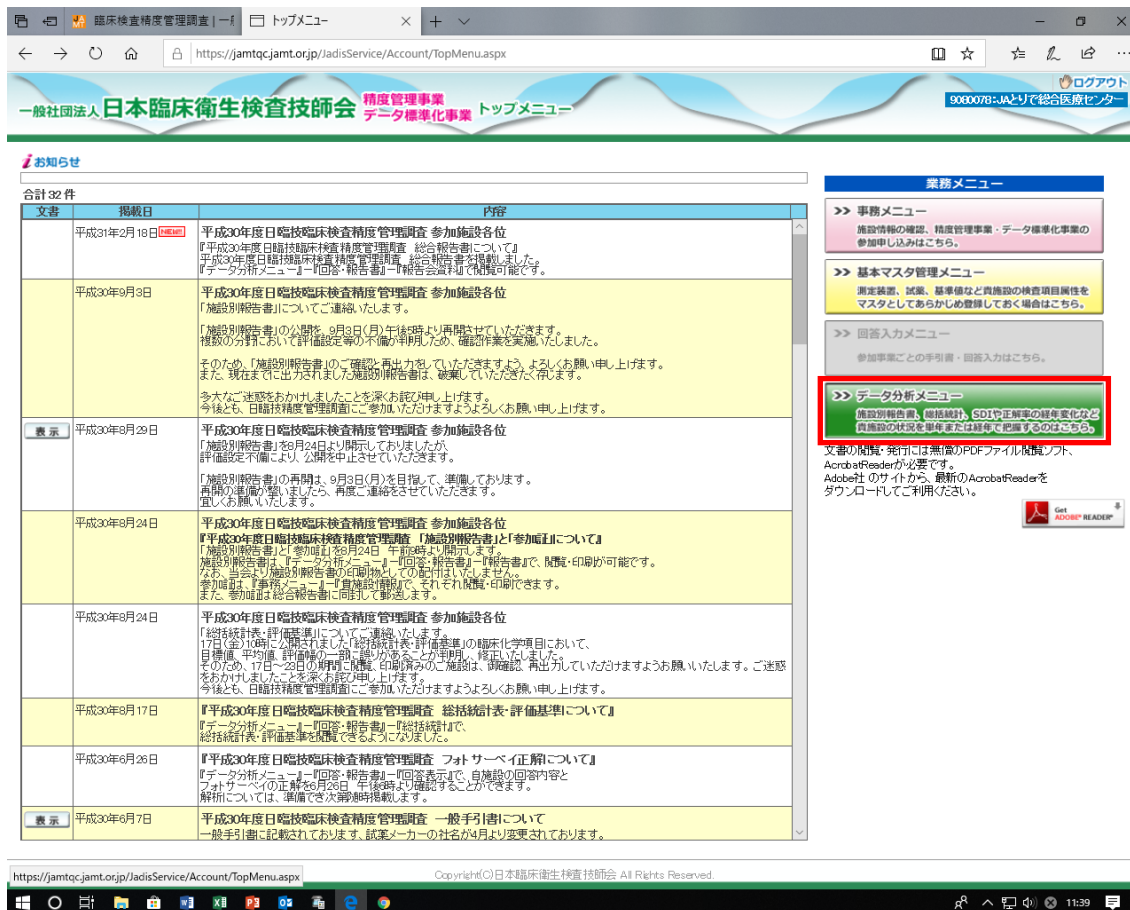 臨床検査精度管理調査 | 一般
トップメニュー
https://jamtqc.jamt.or.jp/JadisService/Account/TopMenu.aspx
ログアウト
9080078:JAとりで総合医療センター
一般社団法人日本臨床衛生検査技師会 精度管理事業 データ標準化事業 トップメニュー
お知らせ
合計 32 件
文書 掲載日 内容
平成31年2月18日 NEW!! 平成30年度日臨技臨床検査精度管理調査 参加施設各位
『平成30年度日臨技臨床検査精度管理調査 総合報告書について』
平成30年度日臨技臨床検査精度管理調査 総合報告書を掲載しました。
『データ分析メニュー』-『回答・報告書』-『報告会資料』で閲覧可能です。
平成30年9月3日 平成30年度日臨技臨床検査精度管理調査 参加施設各位
「施設別報告書」についてご連絡いたします。
「施設別報告書」の公開を、9月3日(月)午後5時より再開させていただきます。
複数の分野において評価設定等の不備が判明したため、確認作業を実施いたしました。
そのため、「施設別報告書」のご確認と再出力をしていただきますよう、よろしくお願い申し上げます。
また、現在までに出力されました施設別報告書は、破棄していただきたく存じます。
多大なご迷惑をおかけしましたことを深くお詫び申し上げます。
今後とも、日臨技精度管理調査にご参加いただけますようよろしくお願い申し上げます。
表示 平成30年8月29日 平成30年度日臨技臨床検査精度管理調査 参加施設各位
「施設別報告書」を8月24日より開示しておりましたが、
評価設定不備により、公開を中止させていただきます。
「施設別報告書」の再開は、9月3日(月)を目指して、準備しております。
再開の準備が整いましたら、再度ご連絡をさせていただきます。
宜しくお願いいたします。
平成30年8月24日 平成30年度日臨技臨床検査精度管理調査 参加施設各位
『平成30年度日臨技臨床検査精度管理調査 「施設別報告書」と「参加証」について』
「施設別報告書」と「参加証」を8月24日 午前9時より開示します。
施設別報告書は、『データ分析メニュー』-『回答・報告書』-『報告書』で、閲覧・印刷が可能です。
なお、当会より施設別報告書の印刷物としての配付はいたしません。
参加証は、『事務メニュー』-『貴施設情報』で、それぞれ閲覧・印刷できます。
また、参加証は総合報告書に同封して郵送します。
平成30年8月24日 平成30年度日臨技臨床検査精度管理調査 参加施設各位
「総括統計表・評価基準」についてご連絡いたします。
17日(金)10時に公開されました「総括統計表・評価基準」の臨床化学項目において、
目標値、平均値、評価幅の一部に誤りがあることが判明し、修正いたしました。
そのため、17日～23日の期間に閲覧、印刷済みのご施設は、御確認、再出力していただけますようお願いいたします。ご迷惑
をおかけしましたことを深くお詫び申し上げます。
今後とも、日臨技精度管理調査にご参加いただけますようよろしくお願い申し上げます。
平成30年8月17日 『平成30年度日臨技臨床検査精度管理調査 総括統計表・評価基準について』
『データ分析メニュー』-『回答・報告書』-『総括統計』で、
総括統計表・評価基準を閲覧できるようになりました。
平成30年6月26日 『平成30年度日臨技臨床検査精度管理調査 フォトサーベイ正解について』
『データ分析メニュー』-『回答・報告書』-『回答表示』で、自施設の回答内容と
フォトサーベイの正解を6月26日 午後6時より確認することができます。
解析については、準備でき次第随時掲載します。
表示 平成30年6月7日 平成30年度日臨技臨床検査精度管理調査 一般手引書について
一般手引書に記載されております、試薬メーカーの社名が4月より変更されております。
業務メニュー
>> 事務メニュー
施設情報の確認、精度管理事業・データ標準化事業の
参加申し込みはこちら。
>> 基本マスタ管理メニュー
測定装置、試薬、基準値など貴施設の検査項目属性を
マスタとしてあらかじめ登録しておく場合はこちら。
>> 回答入力メニュー
参加事業ごとの手引書・回答入力はこちら。
>> データ分析メニュー
施設別報告書、総括統計、SDIや正解率の経年変化など
貴施設の状況を単年または経年で把握するのはこちら。
文書の閲覧・発行には無償のPDFファイル閲覧ソフト、
AcrobatReaderが必要です。
Adobe社 のサイトから、最新のAcrobatReaderを
ダウンロードしてご利用ください。
Get
ADOBE® READER®
https://jamtqc.jamt.or.jp/JadisService/Account/TopMenu.aspx
Copyright(C)日本臨床衛生検査技師会 All Rights Reserved.
11:39